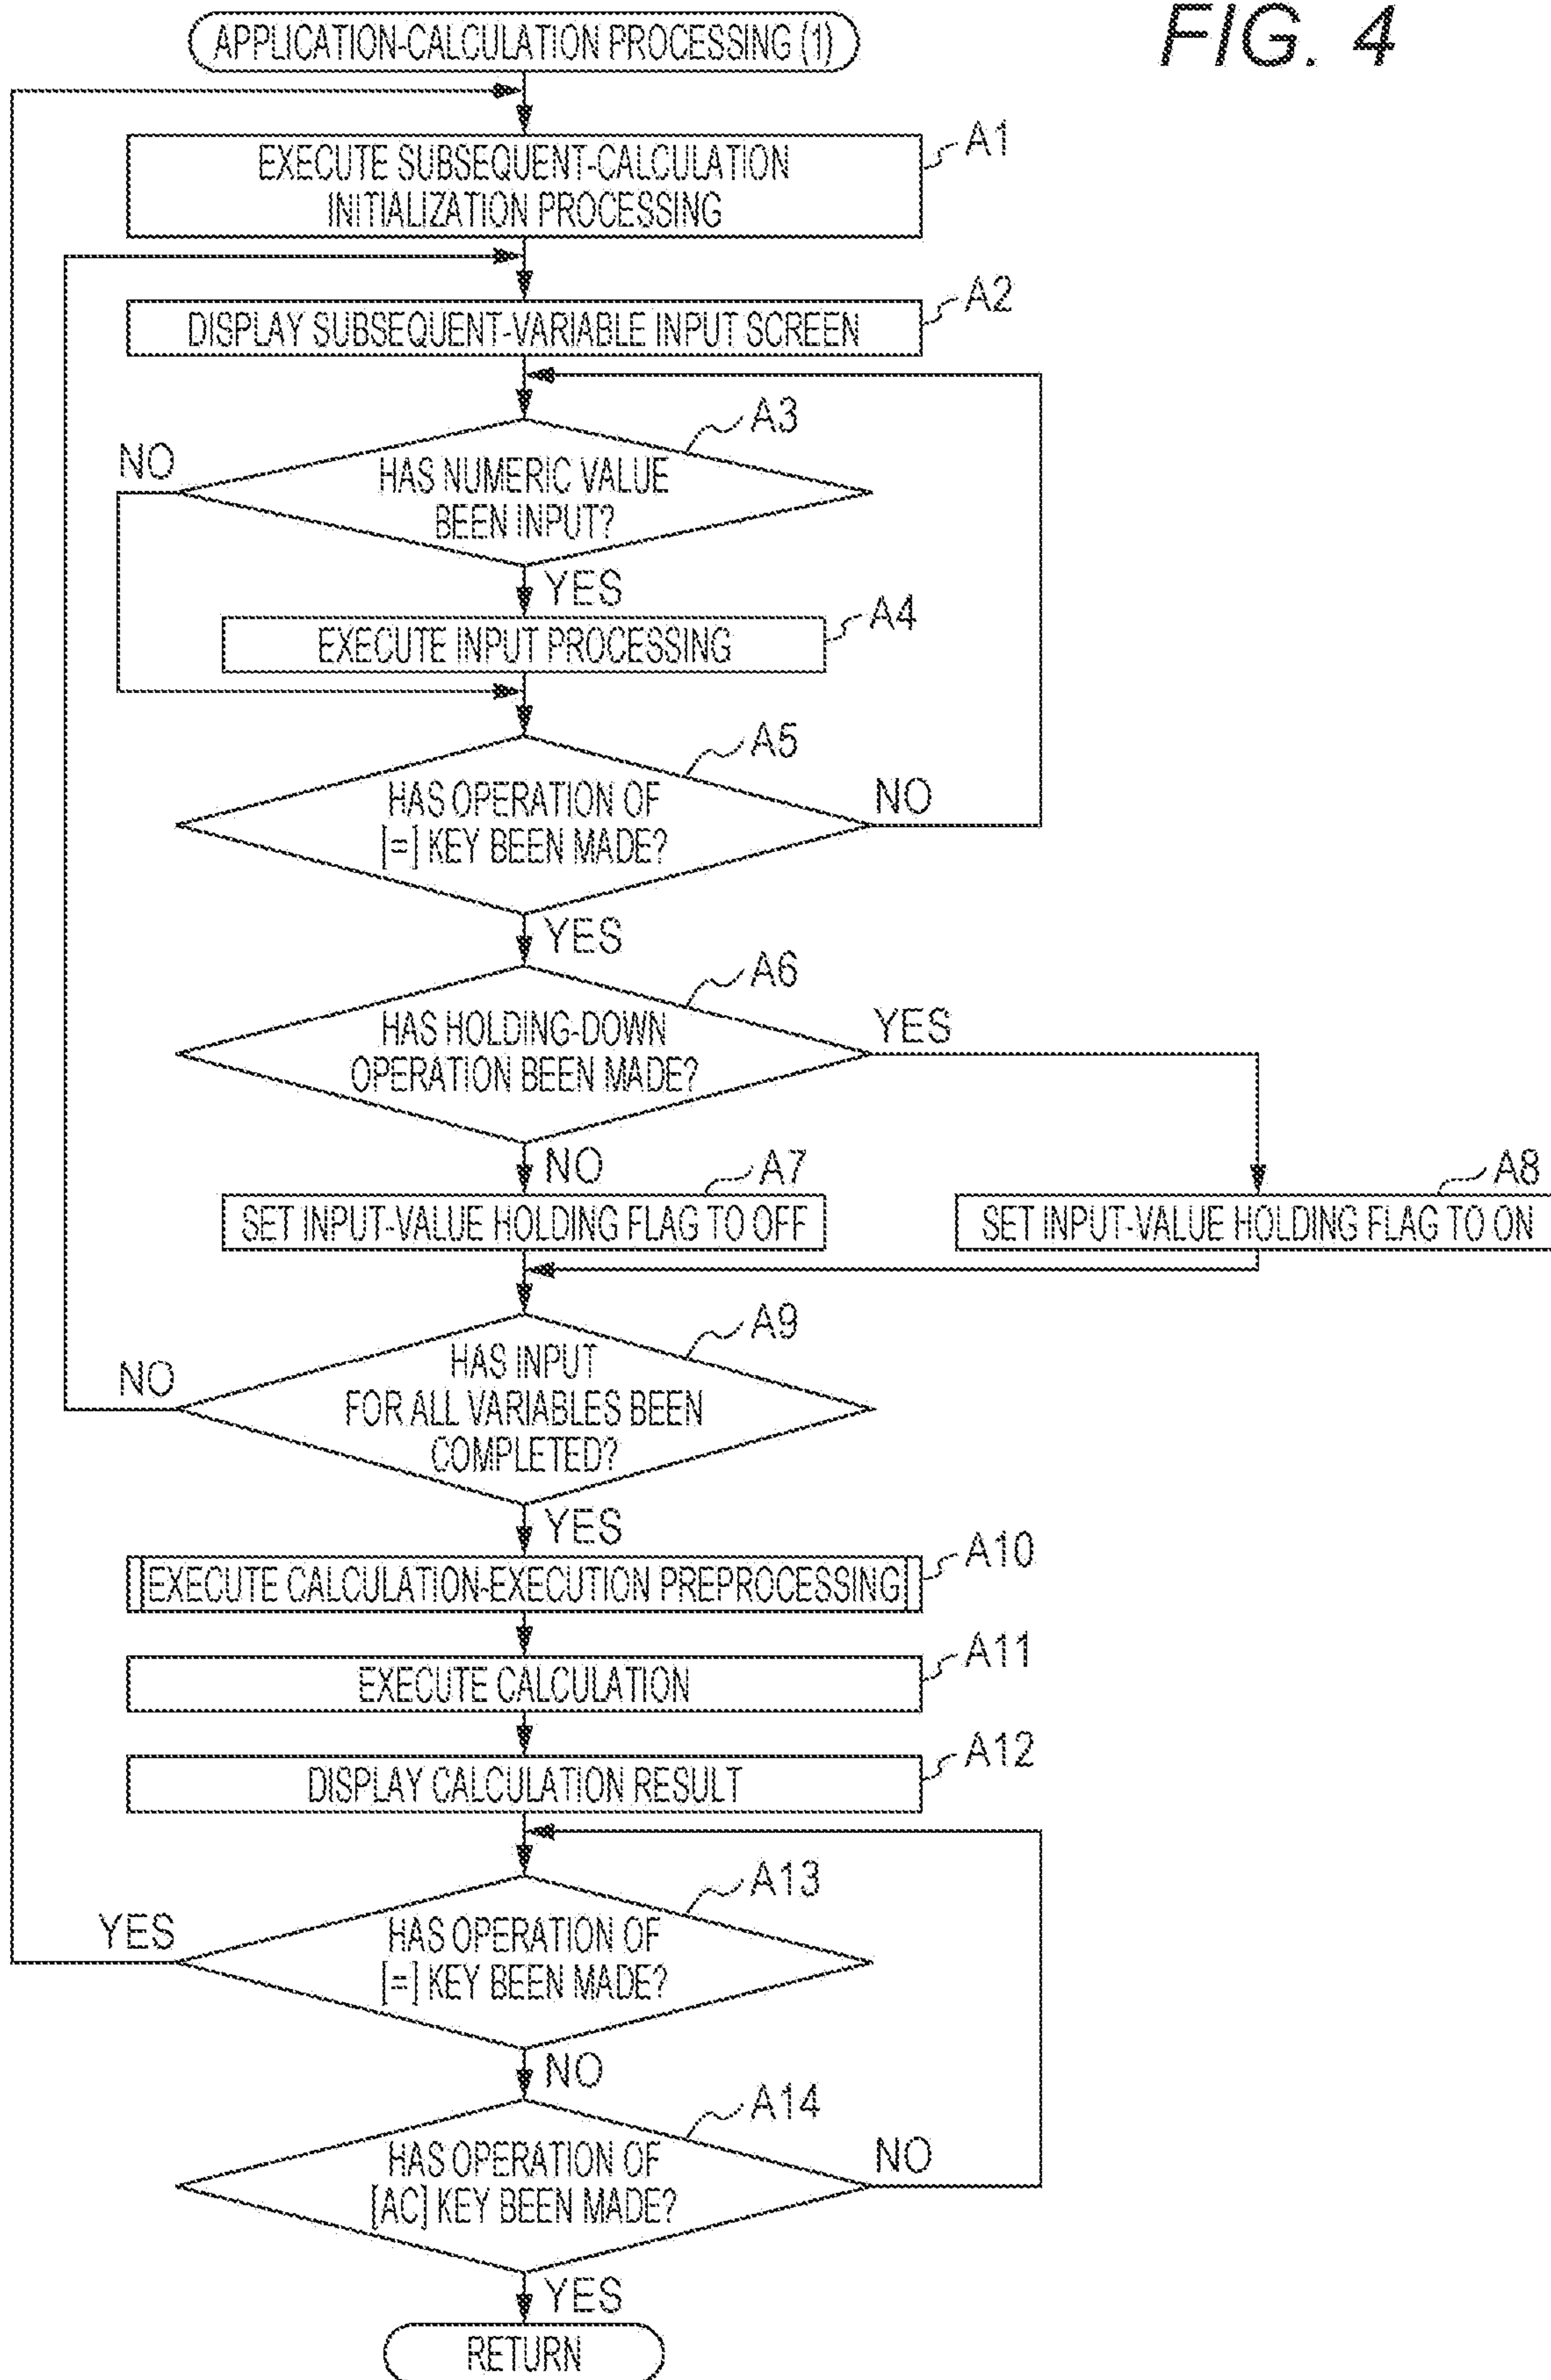 FIG. 4
APPLICATION-CALCULATION PROCESSING (1)
A1
EXECUTE SUBSEQUENT-CALCULATION
INITIALIZATION PROCESSING
A2
DISPLAY SUBSEQUENT-VARIABLE INPUT SCREEN
A3
NO
HAS NUMERIC VALUE
BEEN INPUT?
YES
A4
EXECUTE INPUT PROCESSING
A5
HAS OPERATION OF
[=] KEY BEEN MADE?
NO
YES
A6
HAS HOLDING-DOWN
OPERATION BEEN MADE?
YES
NO
A7
SET INPUT-VALUE HOLDING FLAG TO OFF
A8
SET INPUT-VALUE HOLDING FLAG TO ON
A9
NO
HAS INPUT
FOR ALL VARIABLES BEEN
COMPLETED?
YES
A10
EXECUTE CALCULATION-EXECUTION PREPROCESSING
A11
EXECUTE CALCULATION
A12
DISPLAY CALCULATION RESULT
A13
YES
HAS OPERATION OF
[=] KEY BEEN MADE?
NO
A14
HAS OPERATION OF
[AC] KEY BEEN MADE?
NO
YES
RETURN